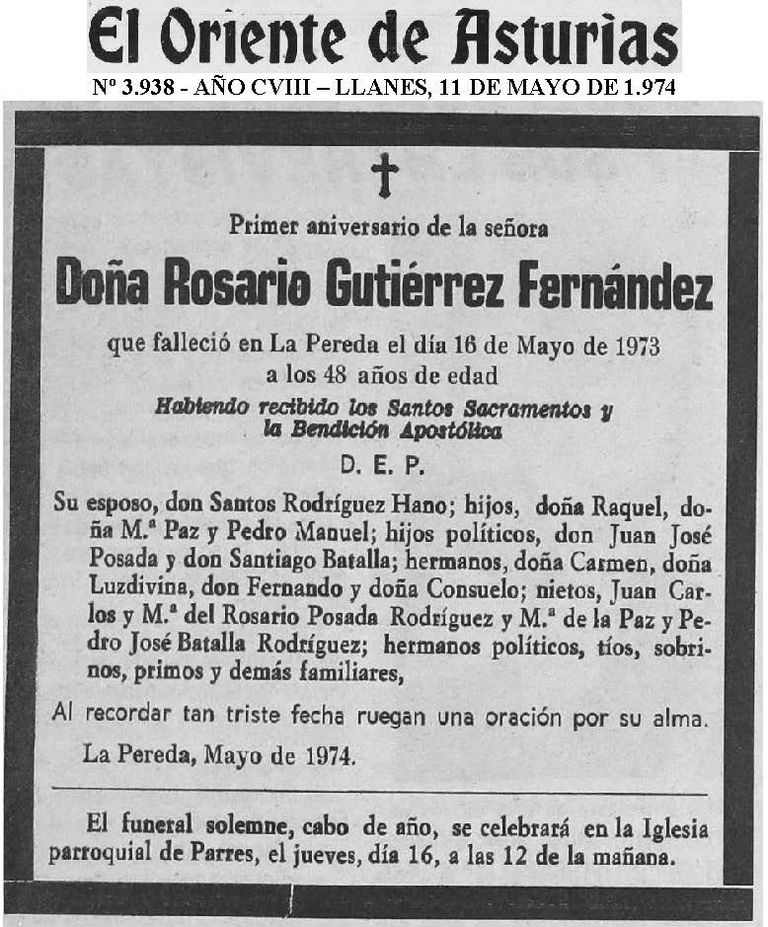 El Oriente de Asturias
Nº 3.938 - AÑO CVIII – LLANES, 11 DE MAYO DE 1.974
Primer aniversario de la señora
Doña Rosario Gutiérrez Fernández
que falleció en La Pereda el día 16 de Mayo de 1973
a los 48 años de edad
Habiendo recibido los Santos Sacramentos y
la Bendición Apostólica
D. E. P.
Su esposo, don Santos Rodríguez Hano; hijos, doña Raquel, do-
ña M.ª Paz y Pedro Manuel; hijos políticos, don Juan José
Posada y don Santiago Batalla; hermanos, doña Carmen, doña
Luzdivina, don Fernando y doña Consuelo; nietos, Juan Car-
los y M.ª del Rosario Posada Rodríguez y M.ª de la Paz y Pe-
dro José Batalla Rodríguez; hermanos políticos, tíos, sobri-
nos, primos y demás familiares,
Al recordar tan triste fecha ruegan una oración por su alma.
La Pereda, Mayo de 1974.
El funeral solemne, cabo de año, se celebrará en la Iglesia
parroquial de Parres, el jueves, día 16, a las 12 de la mañana.